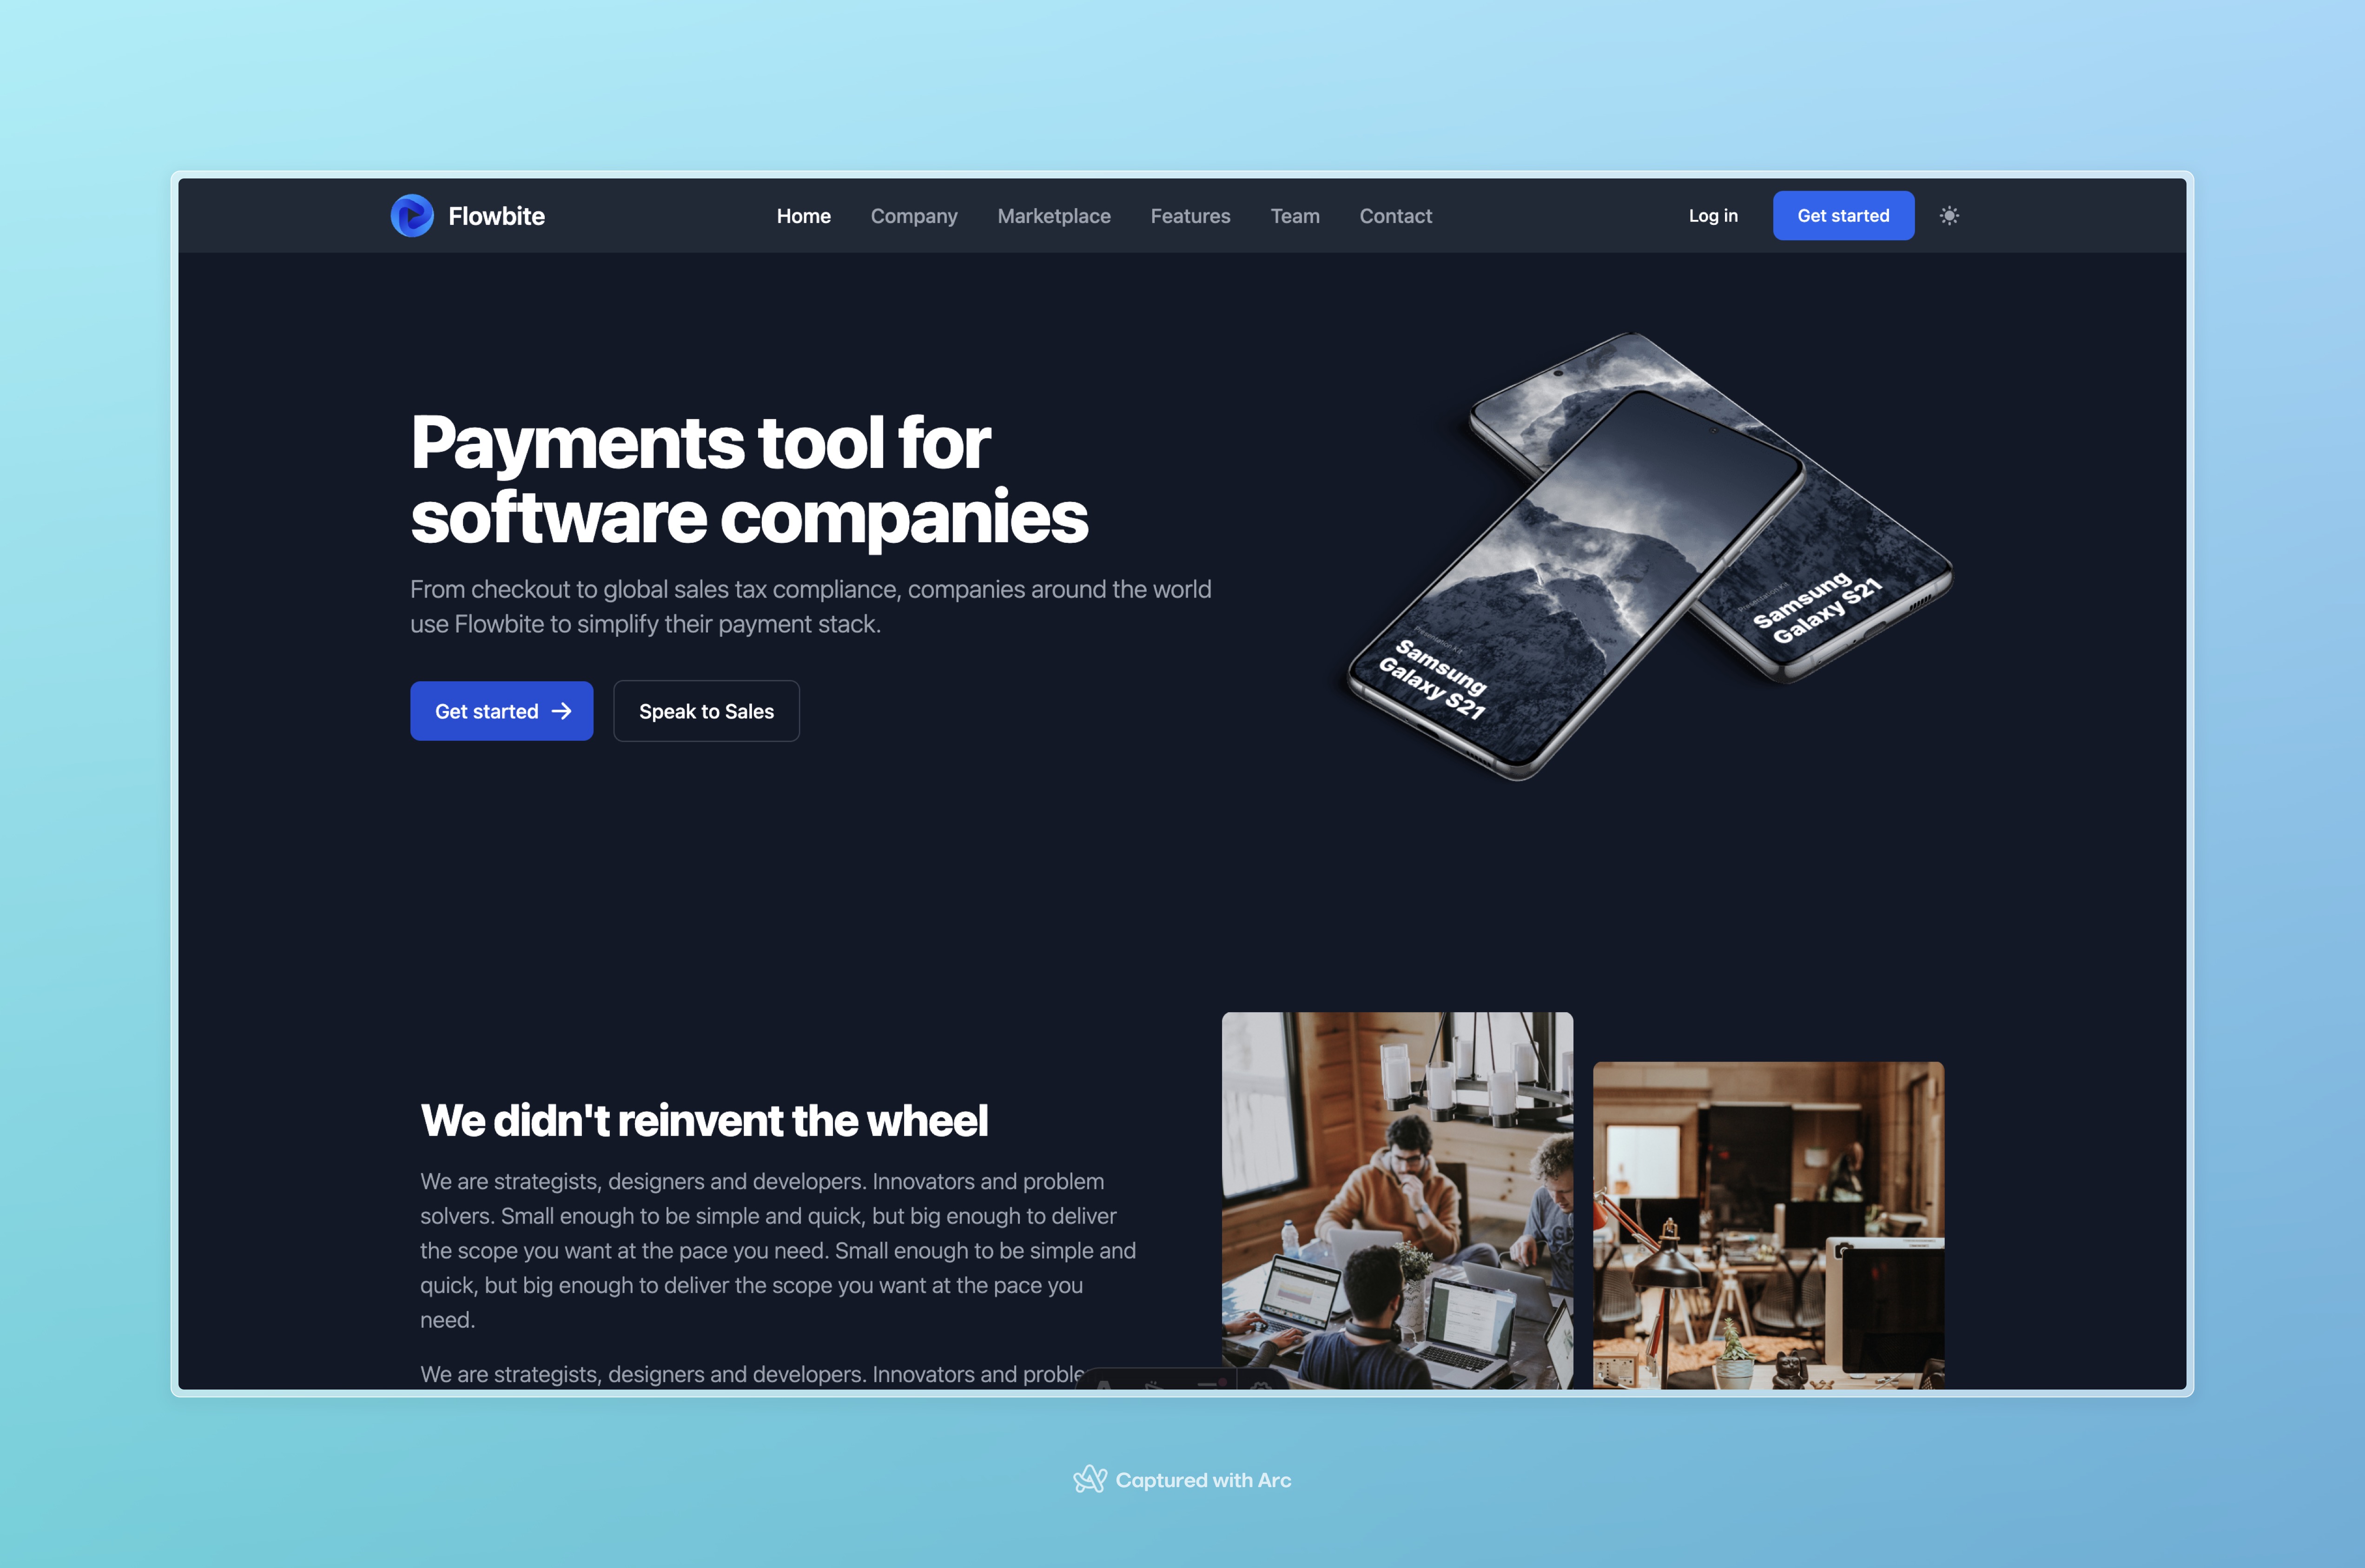 Flowbite
Home
Company
Marketplace
Features
Team
Contact
Log in
Get started
Payments tool for
software companies
From checkout to global sales tax compliance, companies around the world
use Flowbite to simplify their payment stack.
Get started
Speak to Sales
Presentation Kit
Samsung
Galaxy S21
Presentation Kit
Samsung
Galaxy S21
We didn't reinvent the wheel
We are strategists, designers and developers. Innovators and problem
solvers. Small enough to be simple and quick, but big enough to deliver
the scope you want at the pace you need. Small enough to be simple and
quick, but big enough to deliver the scope you want at the pace you
need.
We are strategists, designers and developers. Innovators and proble
Captured with Arc